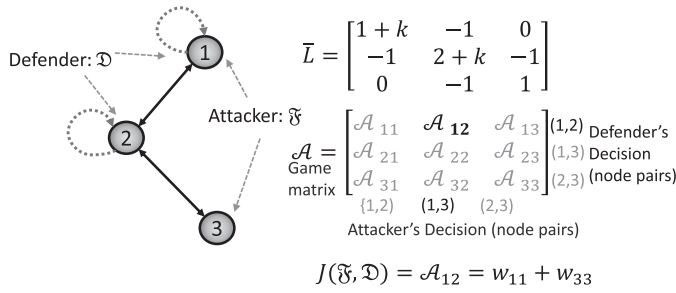 1
Defender: 𝔇
Attacker: 𝔉
2
3
L̅ = [1 + k −1 0
−1 2 + k −1
0 −1 1]
𝒜 = [𝒜₁₁ 𝒜₁₂ 𝒜₁₃
𝒜₂₁ 𝒜₂₂ 𝒜₂₃
𝒜₃₁ 𝒜₃₂ 𝒜₃₃]
Game
matrix
(1,2)
(1,3)
(2,3)
Defender’s
Decision
(node pairs)
{1,2) (1,3) (2,3)
Attacker’s Decision (node pairs)
J(𝔉, 𝔇) = 𝒜₁₂ = w₁₁ + w₃₃